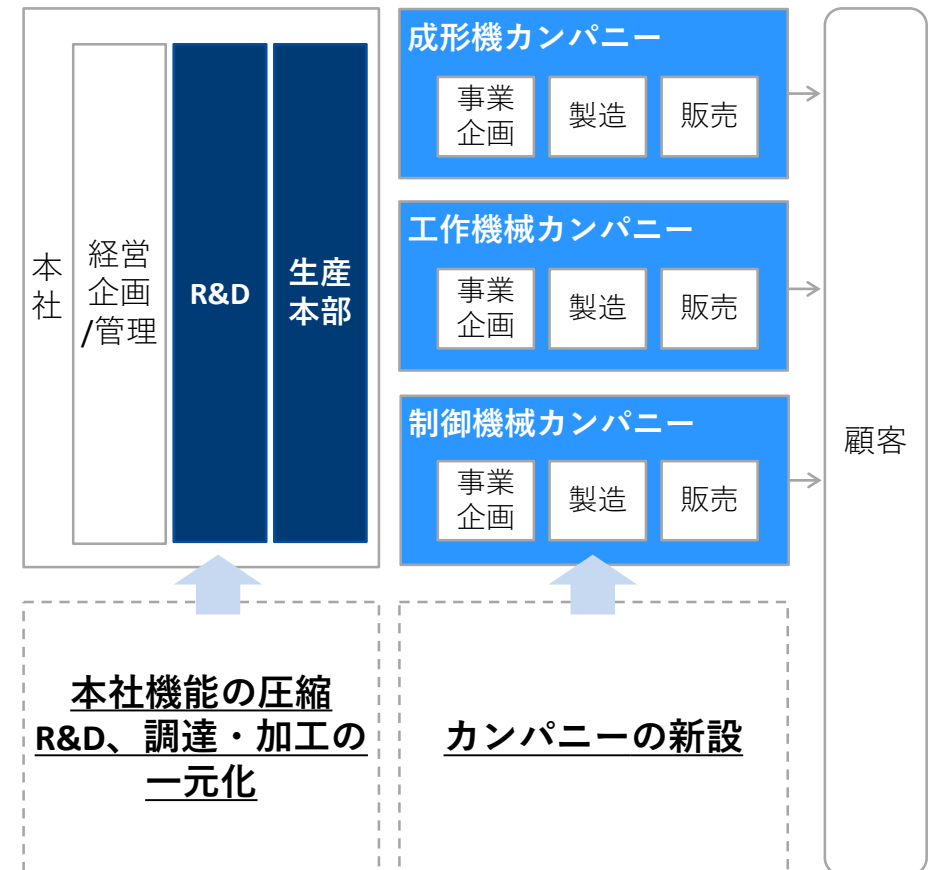 本
社
経営
企画
/管理
R&D
生産
本部
成形機カンパニー
事業
企画
製造
販売
工作機械カンパニー
事業
企画
製造
販売
制御機械カンパニー
事業
企画
製造
販売
顧客
本社機能の圧縮
R&D、調達・加工の
一元化
カンパニーの新設